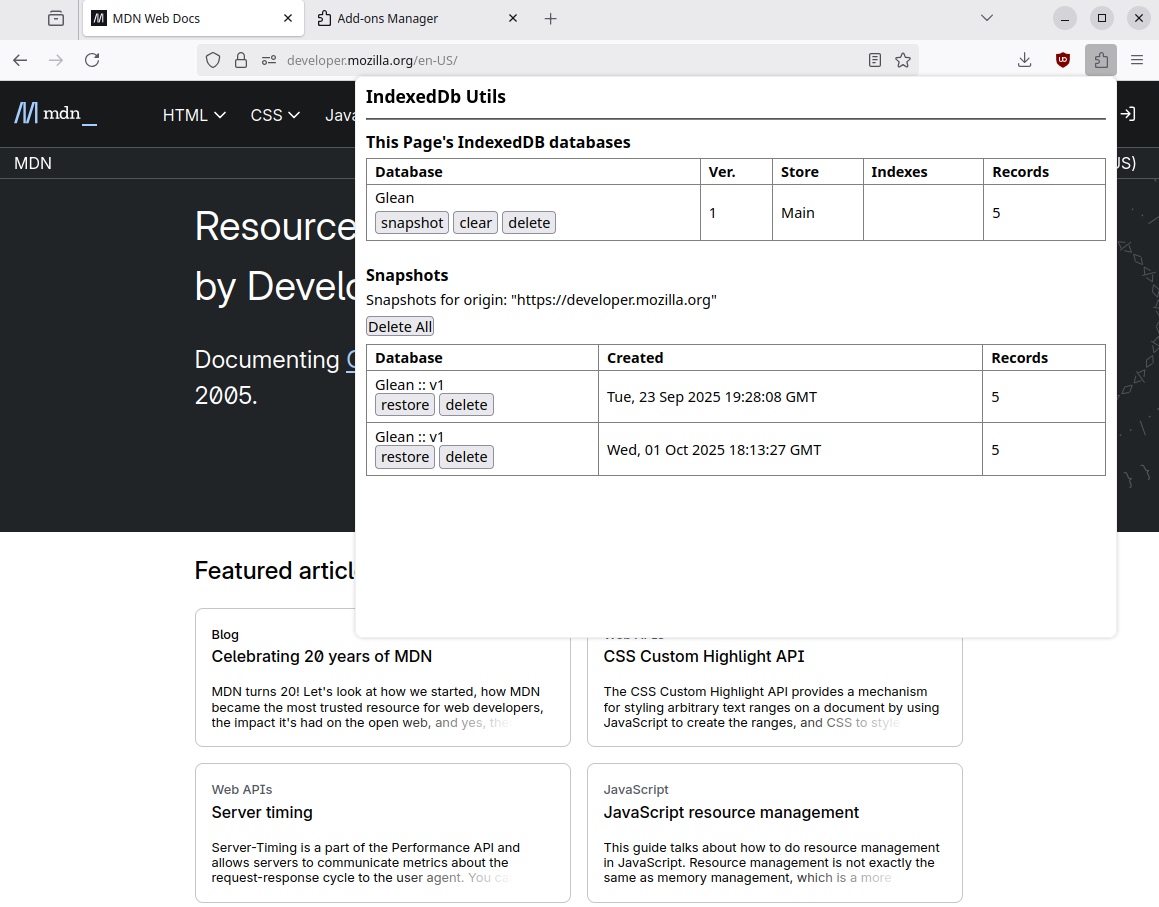 MDN Web Docs
Add-ons Manager
developer.mozilla.org/en-US/
mdn_
HTML
CSS
Java
MDN
US)
IndexedDb Utils
This Page's IndexedDB databases
Database Ver. Store Indexes Records
Glean
snapshot clear delete
1 Main 5
Snapshots
Snapshots for origin: "https://developer.mozilla.org"
Delete All
Database Created Records
Glean :: v1
restore delete
Tue, 23 Sep 2025 19:28:08 GMT 5
Glean :: v1
restore delete
Wed, 01 Oct 2025 18:13:27 GMT 5
Resource
by Develo
Documenting C
2005.
Featured articl
Blog
Celebrating 20 years of MDN
MDN turns 20! Let's look at how we started, how MDN
became the most trusted resource for web developers,
the impact it's had on the open web, and yes, the
CSS Custom Highlight API
The CSS Custom Highlight API provides a mechanism
for styling arbitrary text ranges on a document by using
JavaScript to create the ranges, and CSS to style
Web APIs
Server timing
Server-Timing is a part of the Performance API and
allows servers to communicate metrics about the
request-response cycle to the user agent. You ca
JavaScript
JavaScript resource management
This guide talks about how to do resource management
in JavaScript. Resource management is not exactly the
same as memory management, which is a more